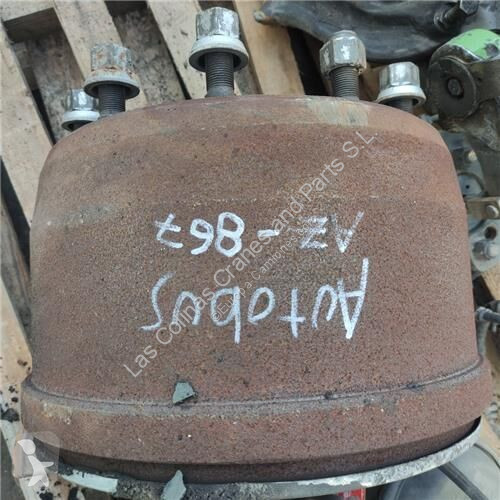 Autobus
AZ-867
Las Colinas Cranes and Parts S.L.